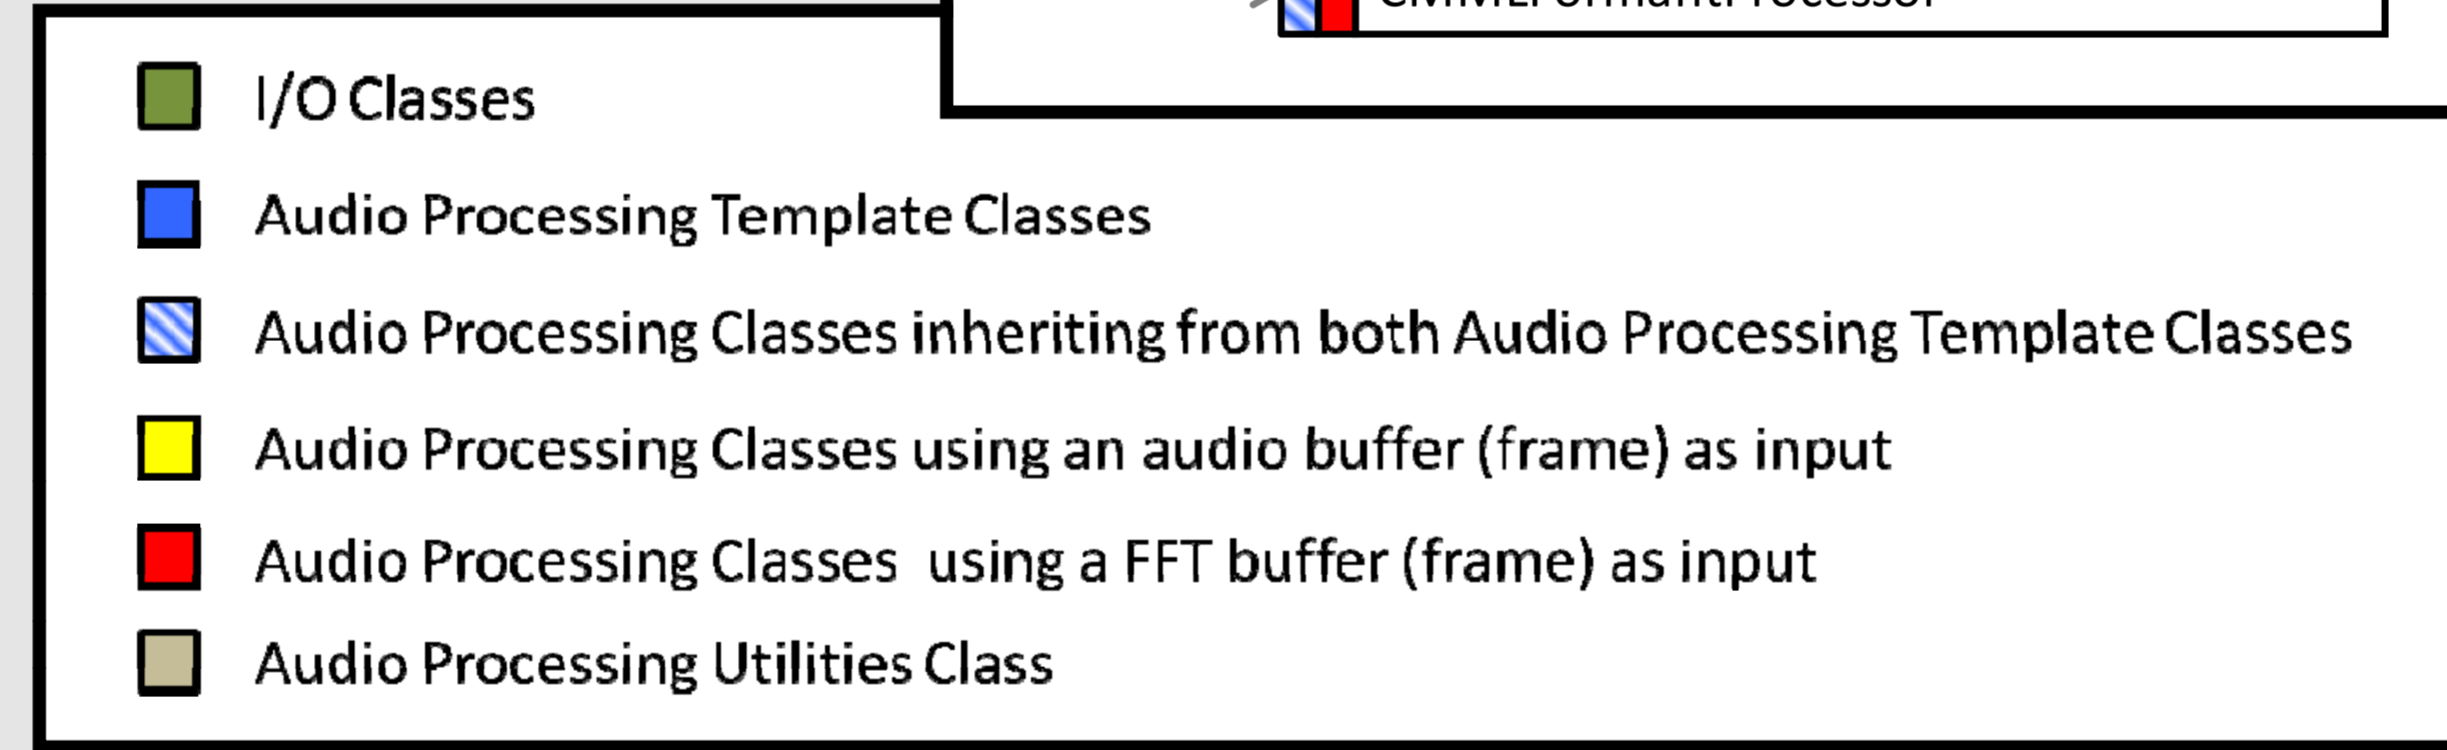 I/O Classes
Audio Processing Template Classes
Audio Processing Classes inheriting from both Audio Processing Template Classes
Audio Processing Classes using an audio buffer (frame) as input
Audio Processing Classes using a FFT buffer (frame) as input
Audio Processing Utilities Class